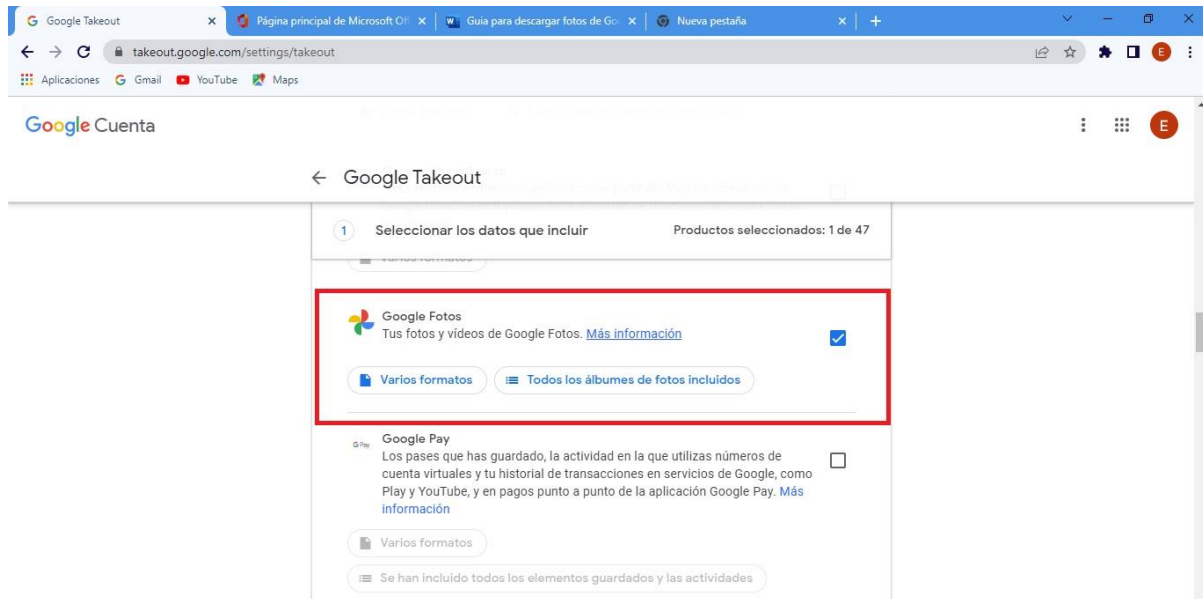 Google Takeout
Página principal de Microsoft Off
Guia para descargar fotos de Goo
Nueva pestaña
takeout.google.com/settings/takeout
Aplicaciones Gmail YouTube Maps
Google Cuenta
E
E
Google Takeout
1 Seleccionar los datos que incluir Productos seleccionados: 1 de 47
Varios formatos
Google Fotos
Tus fotos y vídeos de Google Fotos. Más información
Varios formatos Todos los álbumes de fotos incluidos
G Pay
Google Pay
Los pases que has guardado, la actividad en la que utilizas números de
cuenta virtuales y tu historial de transacciones en servicios de Google, como
Play y YouTube, y en pagos punto a punto de la aplicación Google Pay. Más
información
Varios formatos
Se han incluido todos los elementos guardados y las actividades